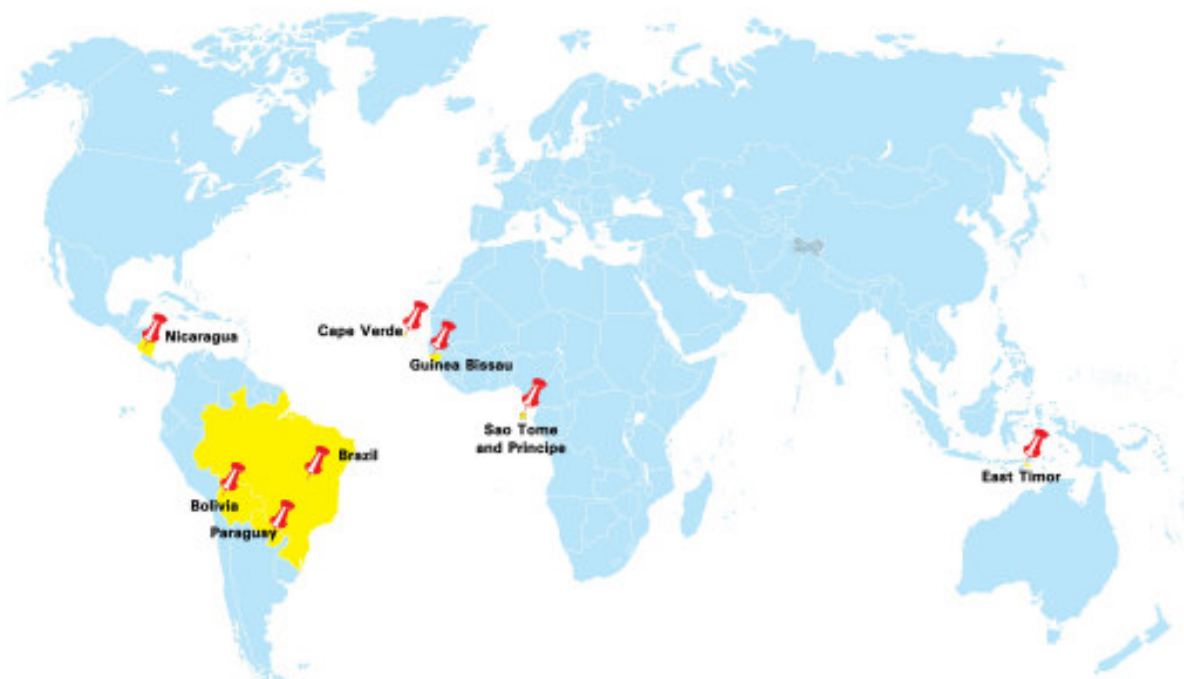 Nicaragua
Cape Verde
Guinea Bissau
Sao Tome
and Principe
Brazil
East Timor
Bolivia
Paraguay